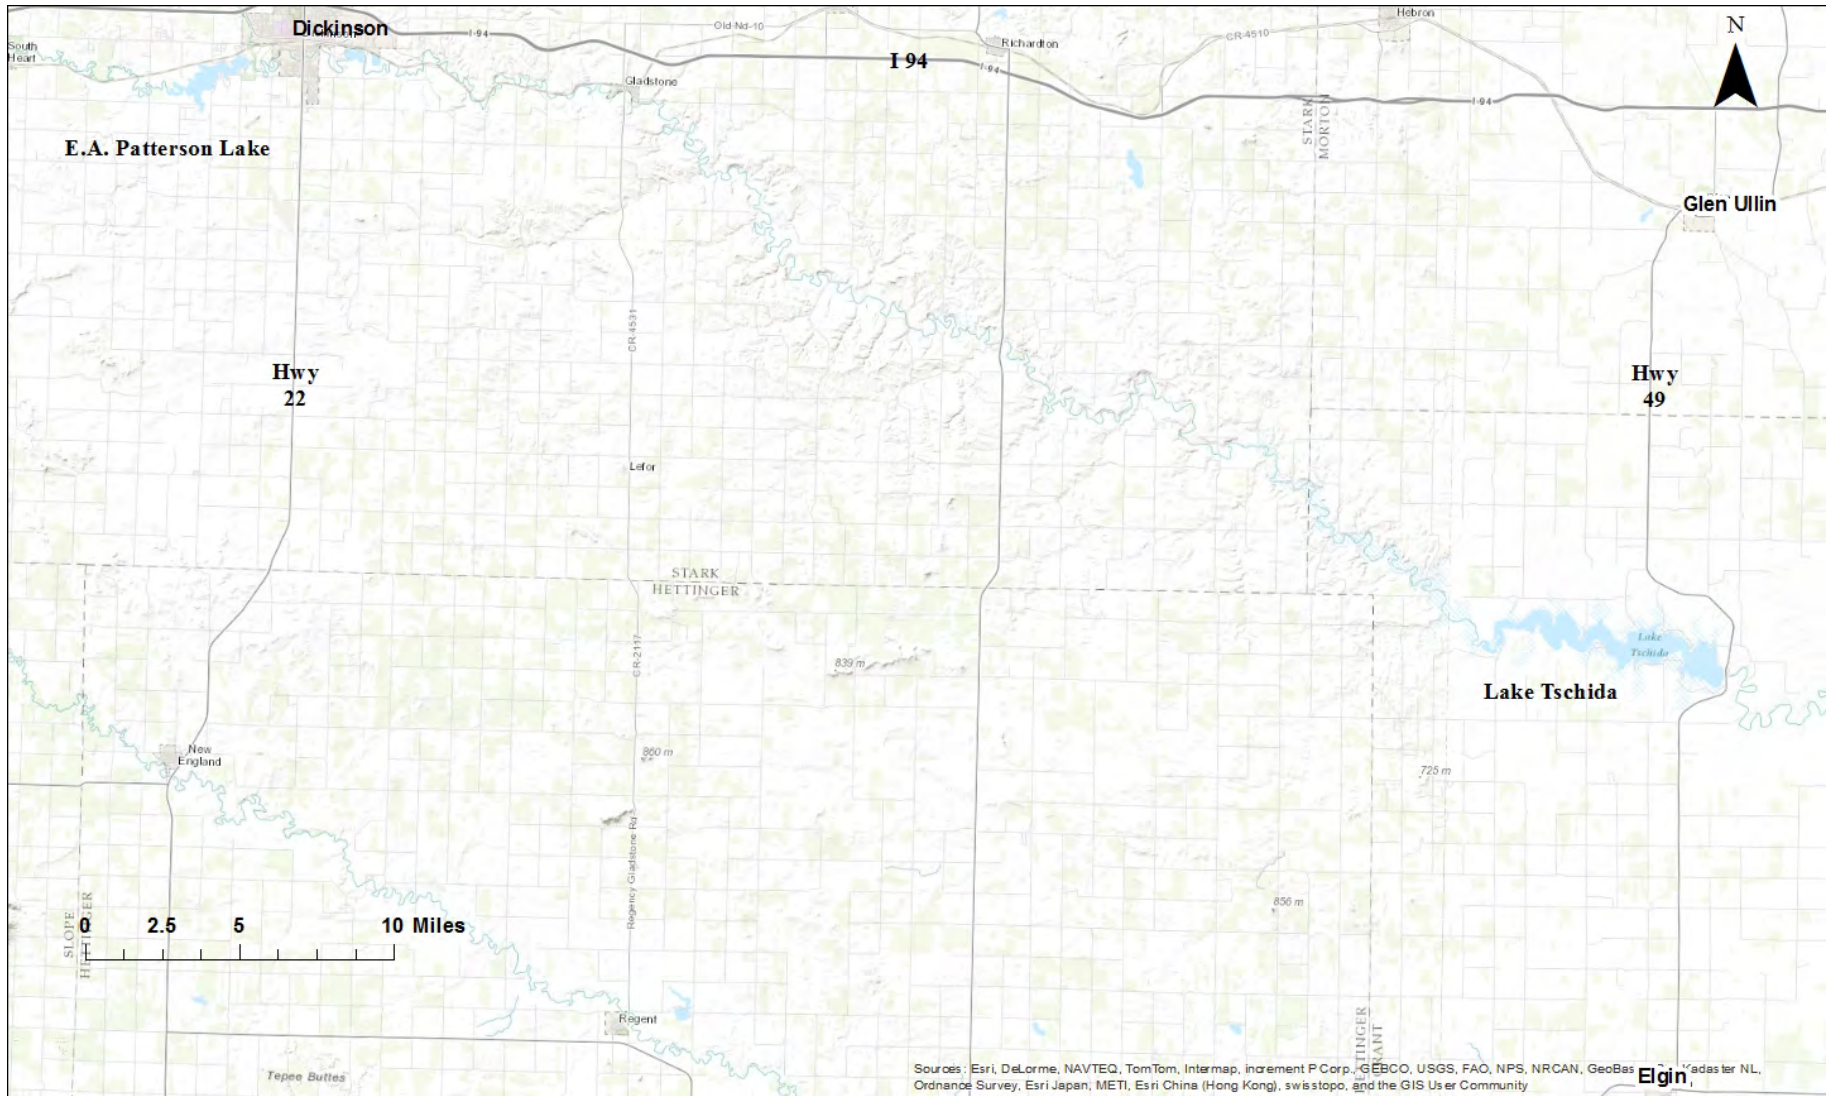 Dickinson
Old Nd-10
Hebron
N
I-94
South
Heart
Richardton
CR-4510
I 94
I-94
Gladstone
I-94
STARK
MORTON
E.A. Patterson Lake
Glen Ullin
CR-4531
Hwy
22
Hwy
49
Lefor
STARK
HETTINGER
CR-2117
Lake
Tschida
839 m
Lake Tschida
New
England
860 m
725 m
Regency Gladstone Rd
SLOPE
HETTINGER
856 m
0 2.5 5 10 Miles
Regent
HETTINGER
GRANT
Tepee Buttes
Sources: Esri, DeLorme, NAVTEQ, TomTom, Intermap, increment P Corp., GEBCO, USGS, FAO, NPS, NRCAN, GeoBas Kadaster NL,
Ordnance Survey, Esri Japan, METI, Esri China (Hong Kong), swisstopo, and the GIS User Community
Elgin